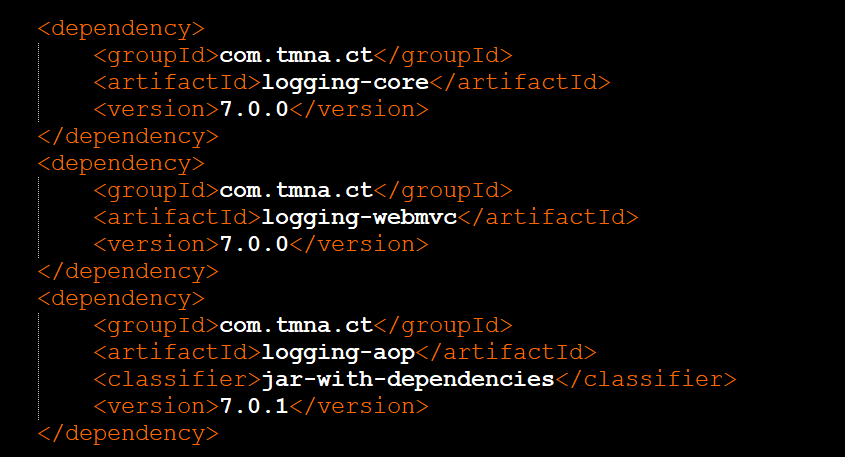 <dependency>
<groupId>com.tmna.ct</groupId>
<artifactId>logging-core</artifactId>
<version>7.0.0</version>
</dependency>
<dependency>
<groupId>com.tmna.ct</groupId>
<artifactId>logging-webmvc</artifactId>
<version>7.0.0</version>
</dependency>
<dependency>
<groupId>com.tmna.ct</groupId>
<artifactId>logging-aop</artifactId>
<classifier>jar-with-dependencies</classifier>
<version>7.0.1</version>
</dependency>